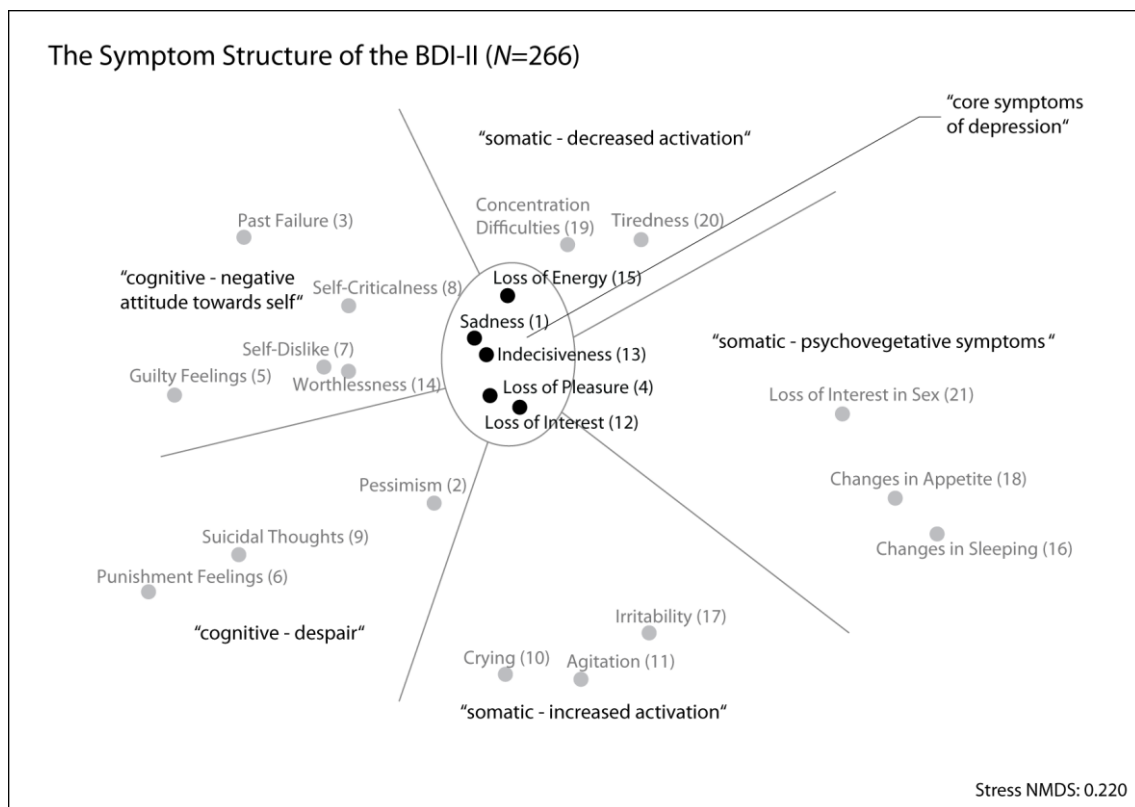 The Symptom Structure of the BDI-II (N=266)
“core symptoms
of depression“
“somatic - decreased activation“
Concentration
Difficulties (19)
Tiredness (20)
Past Failure (3)
“cognitive - negative
attitude towards self“
Self-Criticalness (8)
Loss of Energy (15)
Sadness (1)
Indecisiveness (13)
“somatic - psychovegetative symptoms“
Self-Dislike (7)
Guilty Feelings (5)
Worthlessness (14)
Loss of Pleasure (4)
Loss of Interest (12)
Loss of Interest in Sex (21)
Pessimism (2)
Changes in Appetite (18)
Suicidal Thoughts (9)
Changes in Sleeping (16)
Punishment Feelings (6)
“cognitive - despair“
Irritability (17)
Crying (10)
Agitation (11)
“somatic - increased activation“
Stress NMDS: 0.220